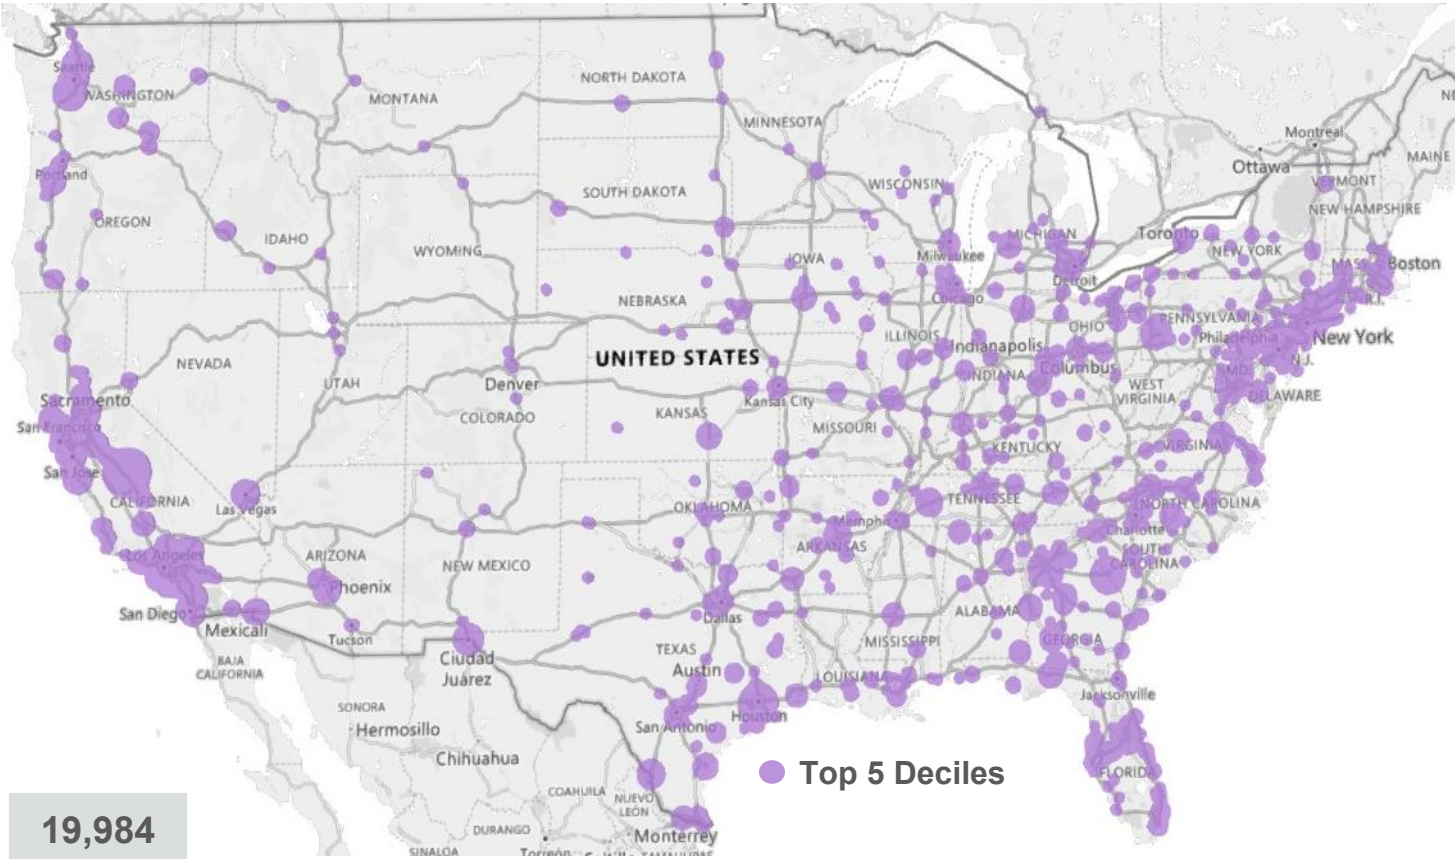 Seattle
WASHINGTON
MONTANA
NORTH DAKOTA
MINNESOTA
Montreal
Ottawa
MAINE
Portland
OREGON
IDAHO
WYOMING
SOUTH DAKOTA
WISCONSIN
VERMONT
NEW HAMPSHIRE
MICHIGAN
Toronto
NEW YORK
Milwaukee
IOWA
MASS.
Boston
Detroit
R.I.
NEBRASKA
Chicago
NEVADA
UTAH
UNITED STATES
ILLINOIS
Indianapolis
OHIO
PENNSYLVANIA
Philadelphia
New York
N.J.
Denver
COLORADO
KANSAS
Kansas City
MISSOURI
INDIANA
Columbus
WEST
VIRGINIA
MD.
DELAWARE
Sacramento
San Francisco
San Jose
CALIFORNIA
Las Vegas
KENTUCKY
VIRGINIA
OKLAHOMA
TENNESSEE
NORTH CAROLINA
Memphis
Charlotte
Los Angeles
ARIZONA
Phoenix
NEW MEXICO
ARKANSAS
SOUTH
CAROLINA
San Diego
Mexicali
Tucson
Dallas
ALABAMA
MISSISSIPPI
GEORGIA
BAJA
CALIFORNIA
Ciudad
Juárez
TEXAS
Austin
LOUISIANA
Jacksonville
SONORA
Hermosillo
San Antonio
Houston
Chihuahua
Top 5 Deciles
FLORIDA
COAHUILA
NUEVO
LEÓN
19,984
DURANGO
Monterrey
SINALOA
Torreón